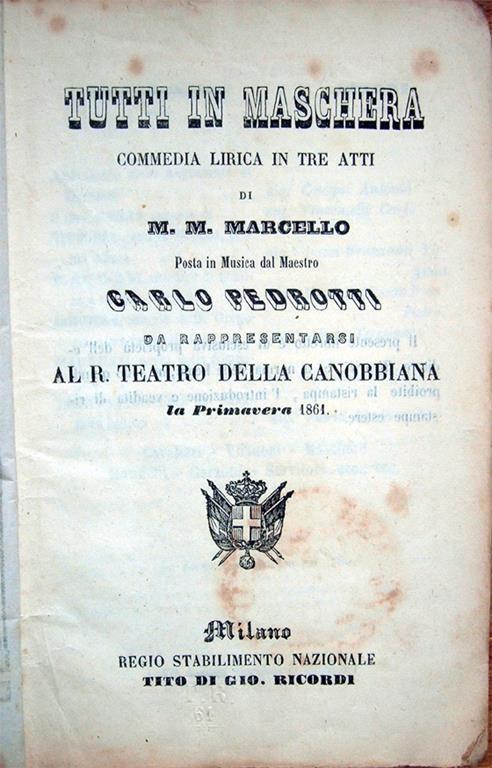 TUTTI IN MASCHERA
COMMEDIA LIRICA IN TRE ATTI
DI
M. M. MARCELLO
Posta in Musica dal Maestro
CARLO PEDROTTI
DA RAPPRESENTARSI
AL R. TEATRO DELLA CANOBBIANA
la Primavera 1861.
Milano
REGIO STABILIMENTO NAZIONALE
TITO DI GIO. RICORDI
61